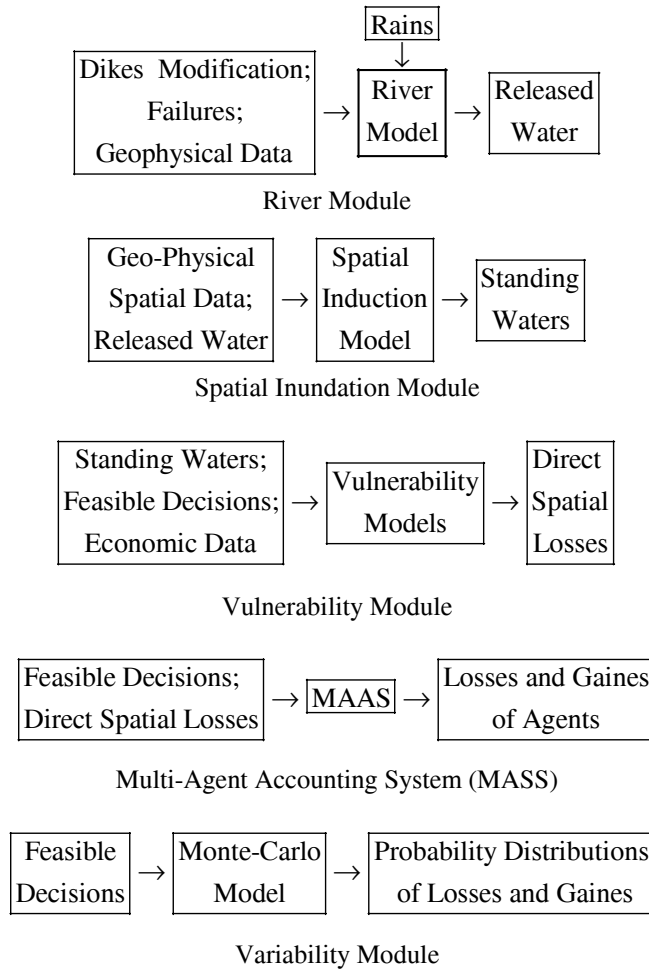 Rains
↓
Dikes Modification;
Failures;
Geophysical Data
→
River
Model
→
Released
Water
River Module
Geo-Physical
Spatial Data;
Released Water
→
Spatial
Induction
Model
→
Standing
Waters
Spatial Inundation Module
Standing Waters;
Feasible Decisions;
Economic Data
→
Vulnerability
Models
→
Direct
Spatial
Losses
Vulnerability Module
Feasible Decisions;
Direct Spatial Losses
→
MAAS
→
Losses and Gaines
of Agents
Multi-Agent Accounting System (MASS)
Feasible
Decisions
→
Monte-Carlo
Model
→
Probability Distributions
of Losses and Gaines
Variability Module